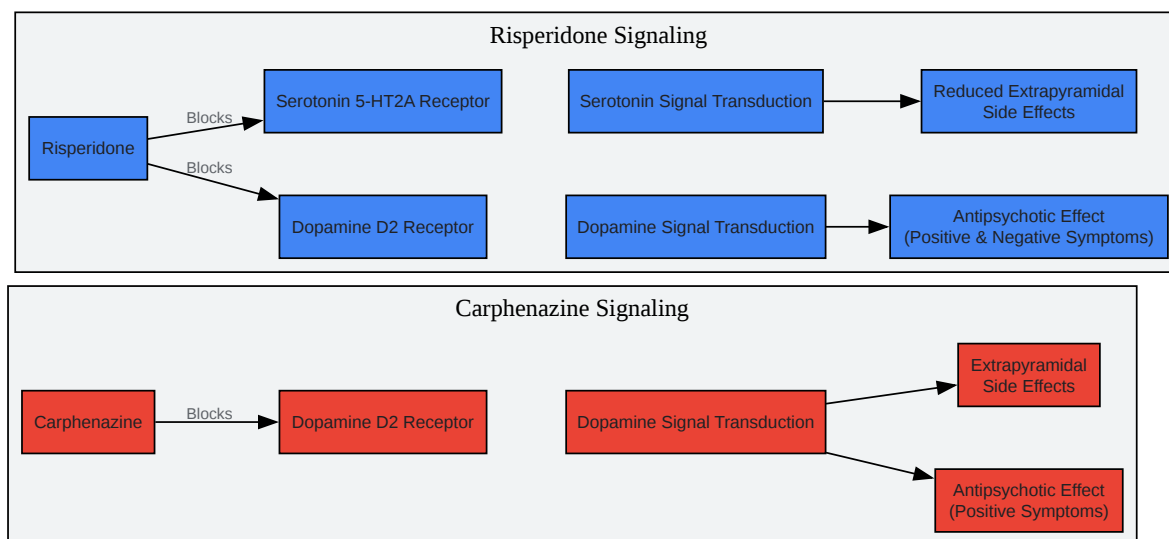 Risperidone Signaling
Risperidone
Blocks
Blocks
Serotonin 5-HT2A Receptor
Dopamine D2 Receptor
Serotonin Signal Transduction
Dopamine Signal Transduction
Reduced Extrapyramidal
Side Effects
Antipsychotic Effect
(Positive & Negative Symptoms)
Carphenazine Signaling
Carphenazine
Blocks
Dopamine D2 Receptor
Dopamine Signal Transduction
Extrapyramidal
Side Effects
Antipsychotic Effect
(Positive Symptoms)